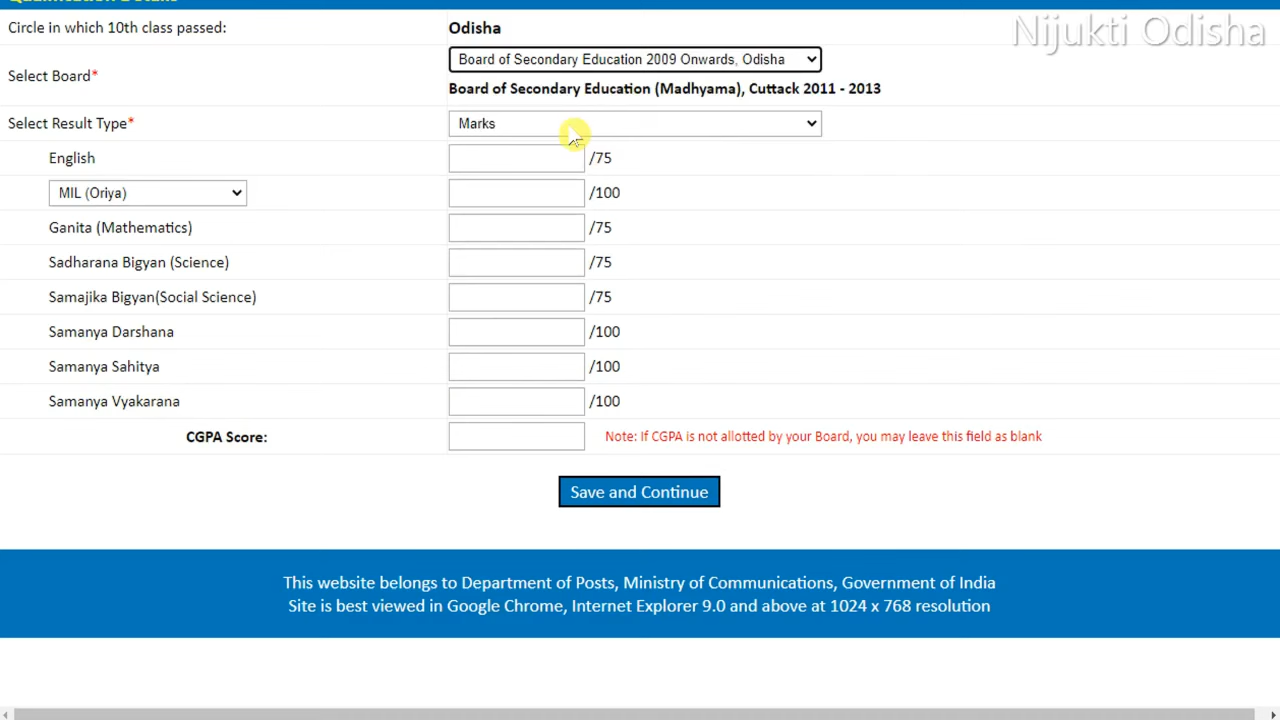 Qualification Details
Nijukti Odisha
Circle in which 10th class passed: Odisha
Select Board* Board of Secondary Education 2009 Onwards, Odisha
Board of Secondary Education (Madhyama), Cuttack 2011 - 2013
Select Result Type* Marks
English /75
MIL (Oriya) /100
Ganita (Mathematics) /75
Sadharana Bigyan (Science) /75
Samajika Bigyan(Social Science) /75
Samanya Darshana /100
Samanya Sahitya /100
Samanya Vyakarana /100
CGPA Score: Note: If CGPA is not allotted by your Board, you may leave this field as blank
Save and Continue
This website belongs to Department of Posts, Ministry of Communications, Government of India
Site is best viewed in Google Chrome, Internet Explorer 9.0 and above at 1024 x 768 resolution